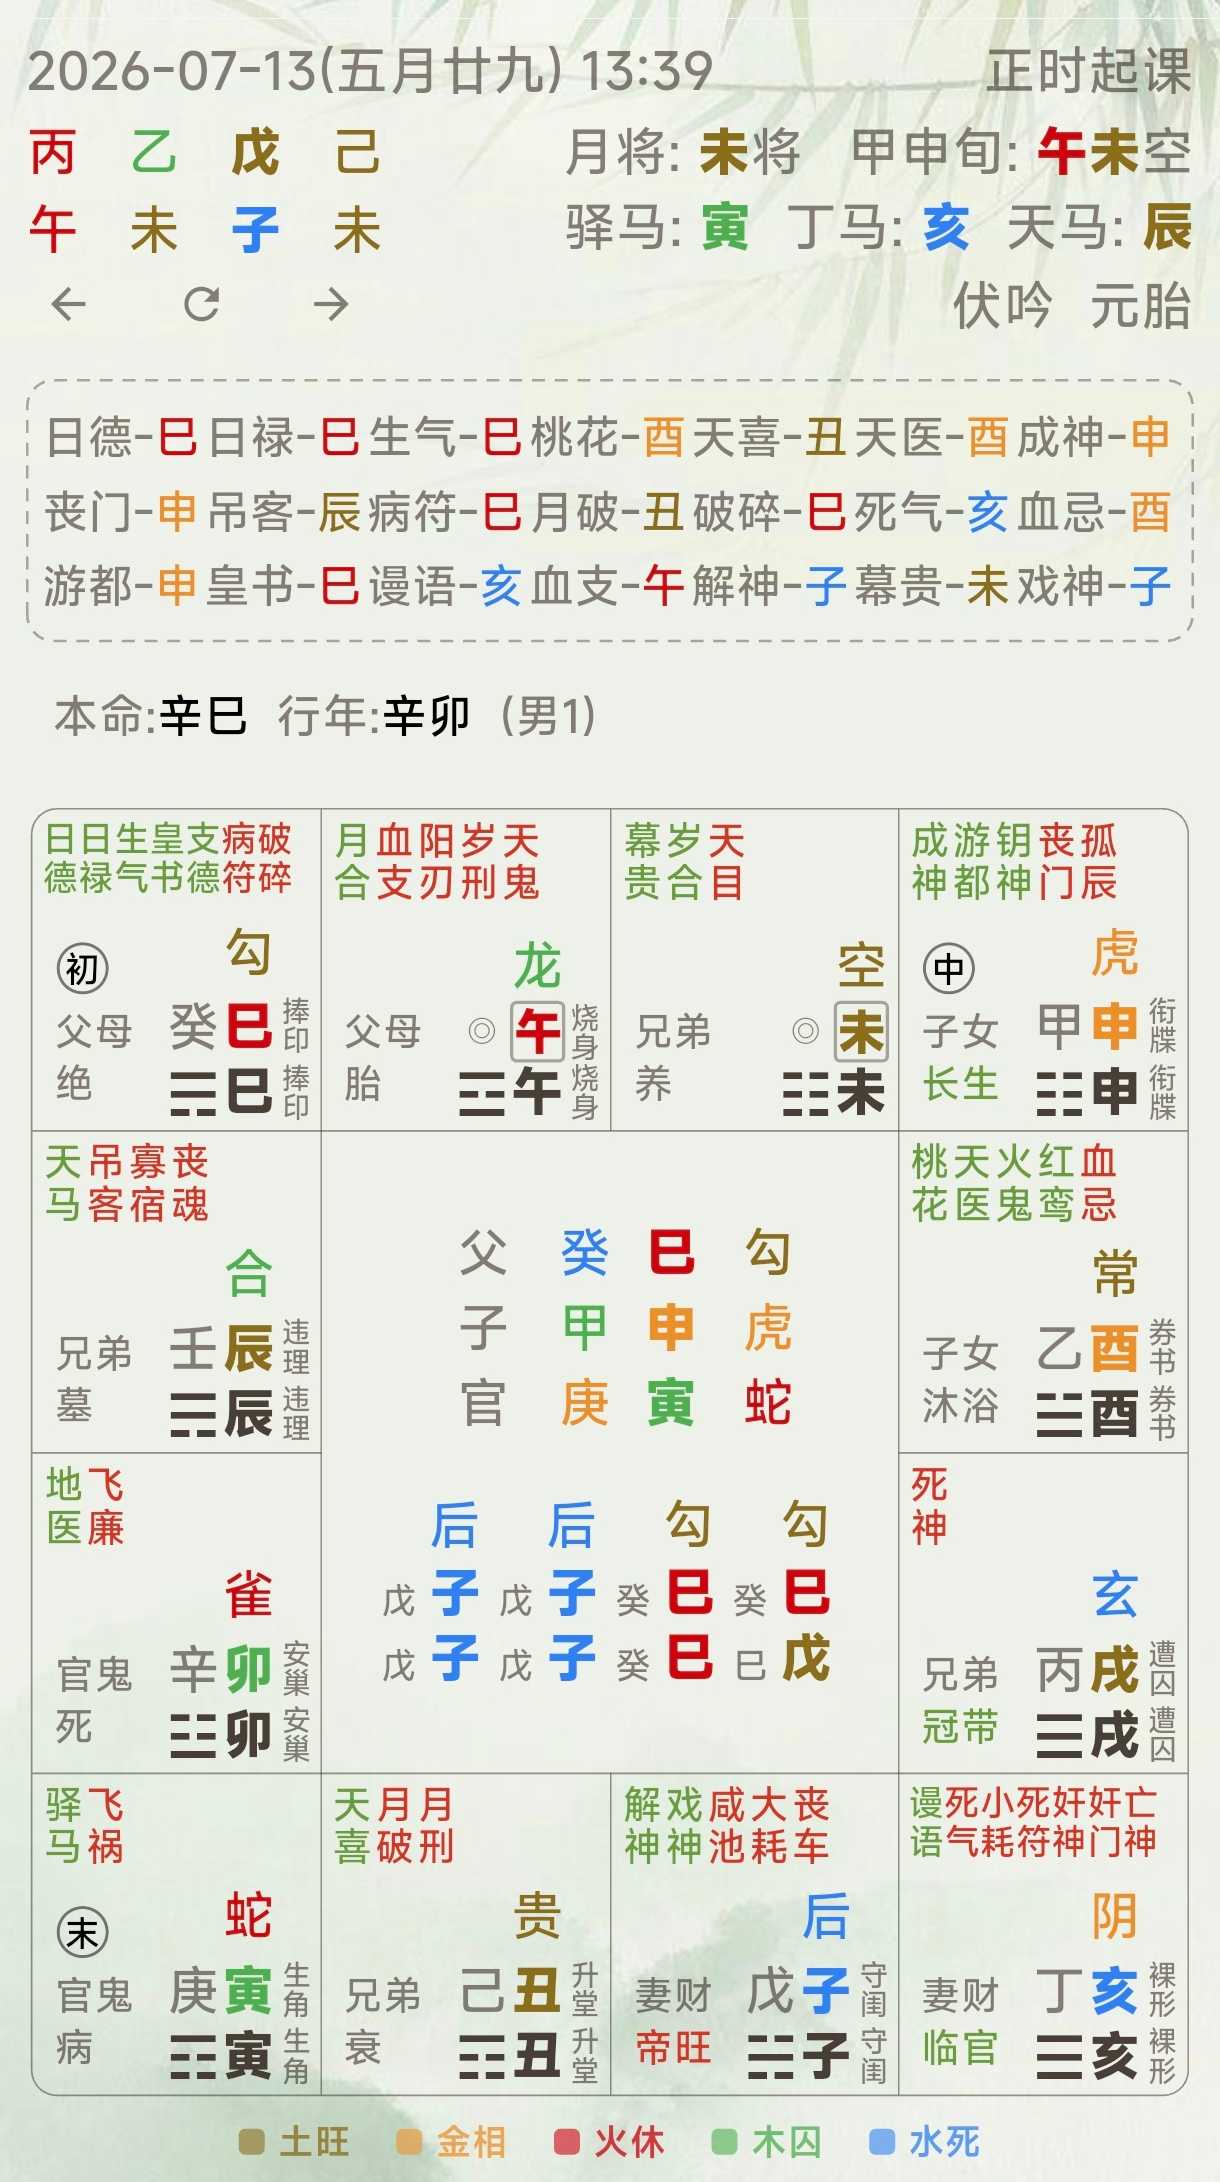 2026-07-13(五月廿九) 13:39 正时起课
丙 乙 戊 己 月将: 未将 甲申旬: 午未空
午 未 子 未 驿马: 寅 丁马: 亥 天马: 辰
伏吟 元胎
日德-巳 日禄-巳 生气-巳 桃花-酉 天喜-丑 天医-酉 成神-申
丧门-申 吊客-辰 病符-巳 月破-丑 破碎-巳 死气-亥 血忌-酉
游都-申 皇书-巳 谩语-亥 血支-午 解神-子 幕贵-未 戏神-子
本命:辛巳 行年:辛卯 (男1)
日德 日禄 生气 皇书 支德 病符 破碎
勾
初
父母 癸 巳 捧印
绝 巳 捧印
月合 血支 阳刃 岁刑 天鬼
龙
父母 ◎ 午 烧身
胎 午 烧身
幕贵 岁合 天目
空
兄弟 ◎ 未
养 未
成神 游都 钥神 丧门 孤辰
虎
中
子女 甲 申 衔牒
长生 申 衔牒
天马 吊客 寡宿 丧魂
合
兄弟 壬 辰 违理
墓 辰 违理
父 癸 巳 勾
子 甲 申 虎
官 庚 寅 蛇
后 后 勾 勾
戊 子 戊 子 癸 巳 癸 巳
戊 子 戊 子 癸 巳 巳 戊
桃花 天医 火鬼 红鸾 血忌
常
子女 乙 酉 券书
沐浴 酉 券书
地医 飞廉
雀
官鬼 辛 卯 安巢
死 卯 安巢
死神
玄
兄弟 丙 戌 遭囚
冠带 戌 遭囚
驿马 飞祸
蛇
末
官鬼 庚 寅 生角
病 寅 生角
天喜 月破 月刑
贵
兄弟 己 丑 升堂
衰 丑 升堂
解神 戏神 咸池 大耗 丧车
后
妻财 戊 子 守闺
帝旺 子 守闺
谩语 死气 小耗 死符 奸神 奸门 亡神
阴
妻财 丁 亥 裸形
临官 亥 裸形
土旺 金相 火休 木囚 水死